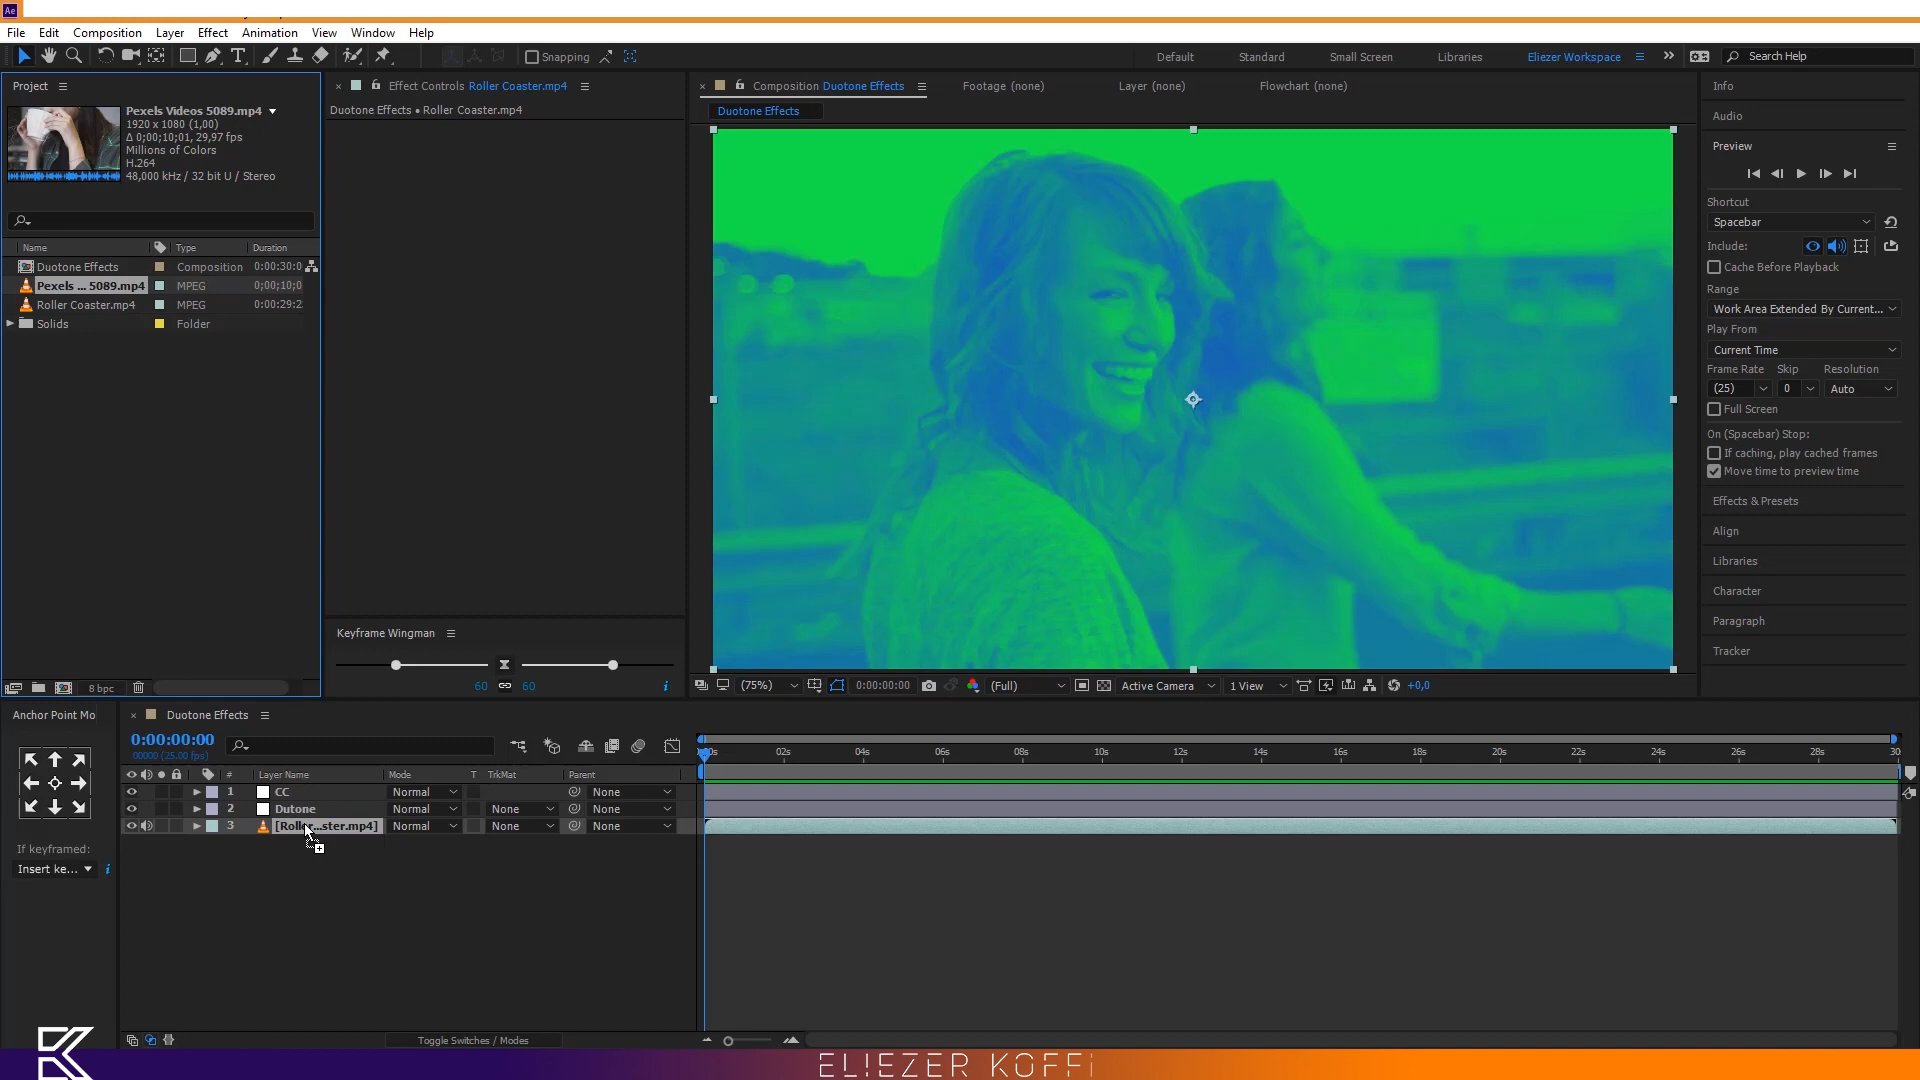 Ae
File Edit Composition Layer Effect Animation View Window Help
Snapping
Default Standard Small Screen Libraries Eliezer Workspace
Search Help
Project
Effect Controls Roller Coaster.mp4
Composition Duotone Effects
Footage (none)
Layer (none)
Flowchart (none)
Info
Pexels Videos 5089.mp4
1920 x 1080 (1,00)
Δ 0;00;10;01, 29,97 fps
Millions of Colors
H.264
48,000 kHz / 32 bit U / Stereo
Duotone Effects • Roller Coaster.mp4
Duotone Effects
Audio
Preview
Shortcut
Spacebar
Include:
Cache Before Playback
Range
Work Area Extended By Current...
Play From
Current Time
Frame Rate Skip Resolution
(25) 0 Auto
Full Screen
On (Spacebar) Stop:
If caching, play cached frames
Move time to preview time
Effects & Presets
Align
Libraries
Character
Paragraph
Tracker
Name Type Duration
Duotone Effects Composition 0:00:30:0
Pexels ... 5089.mp4 MPEG 0;00;10;0
Roller Coaster.mp4 MPEG 0:00:29:2
Solids Folder
Keyframe Wingman
60 60
8 bpc
(75%) 0:00:00:00 (Full) Active Camera 1 View +0,0
Anchor Point Mo
Duotone Effects
0:00:00:00
00000 (25.00 fps)
# Layer Name Mode T TrkMat Parent
1 CC Normal None
2 Dutone Normal None None
3 [Roller...ster.mp4] Normal None None
02s 04s 06s 08s 10s 12s 14s 16s 18s 20s 22s 24s 26s 28s 30
If keyframed:
Insert ke...
Toggle Switches / Modes
EL!EZER KOFFi